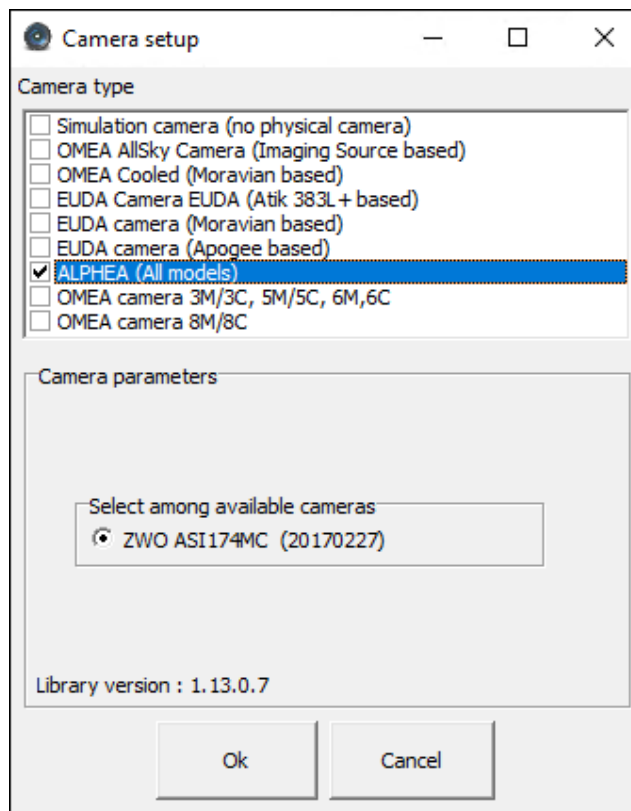 Camera setup
Camera type
Simulation camera (no physical camera)
OMEA AllSky Camera (Imaging Source based)
OMEA Cooled (Moravian based)
EUDA Camera EUDA (Atik 383L+ based)
EUDA camera (Moravian based)
EUDA camera (Apogee based)
ALPHEA (All models)
OMEA camera 3M/3C, 5M/5C, 6M,6C
OMEA camera 8M/8C
Camera parameters
Select among available cameras
ZWO ASI174MC (20170227)
Library version : 1.13.0.7
Ok
Cancel